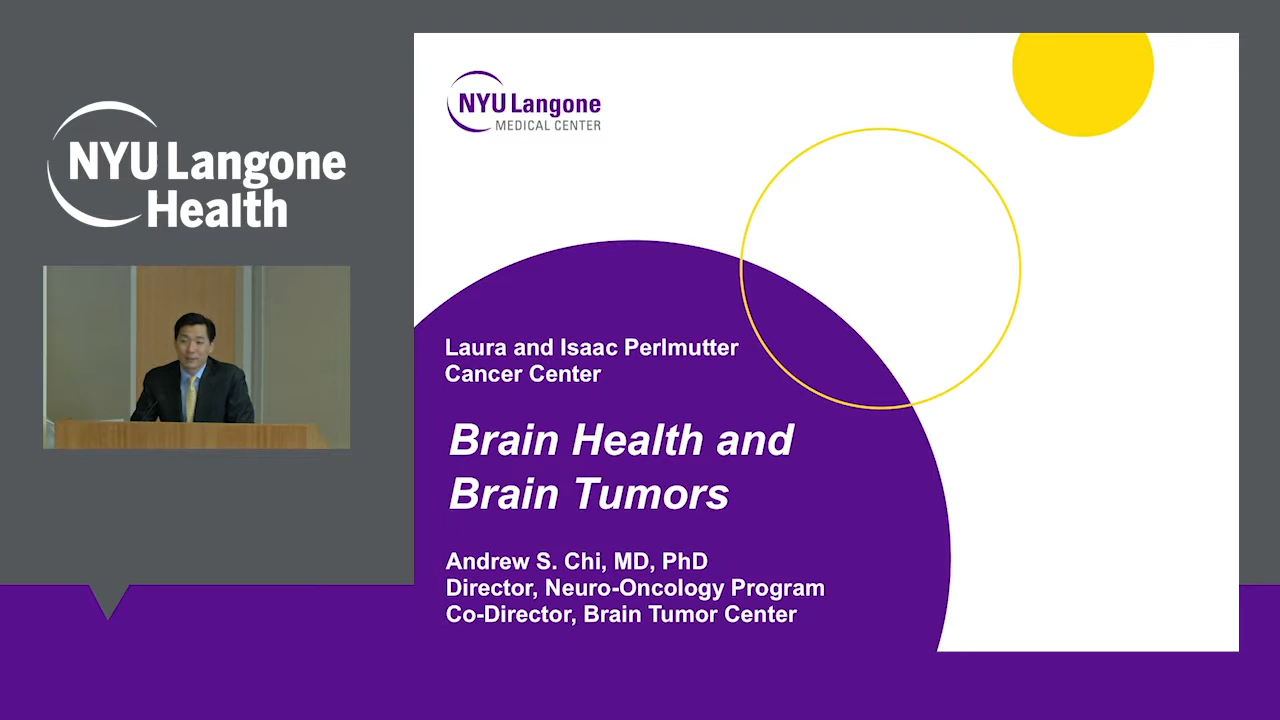 NYU Langone
Health
NYU Langone
MEDICAL CENTER
Laura and Isaac Perlmutter
Cancer Center
Brain Health and
Brain Tumors
Andrew S. Chi, MD, PhD
Director, Neuro-Oncology Program
Co-Director, Brain Tumor Center